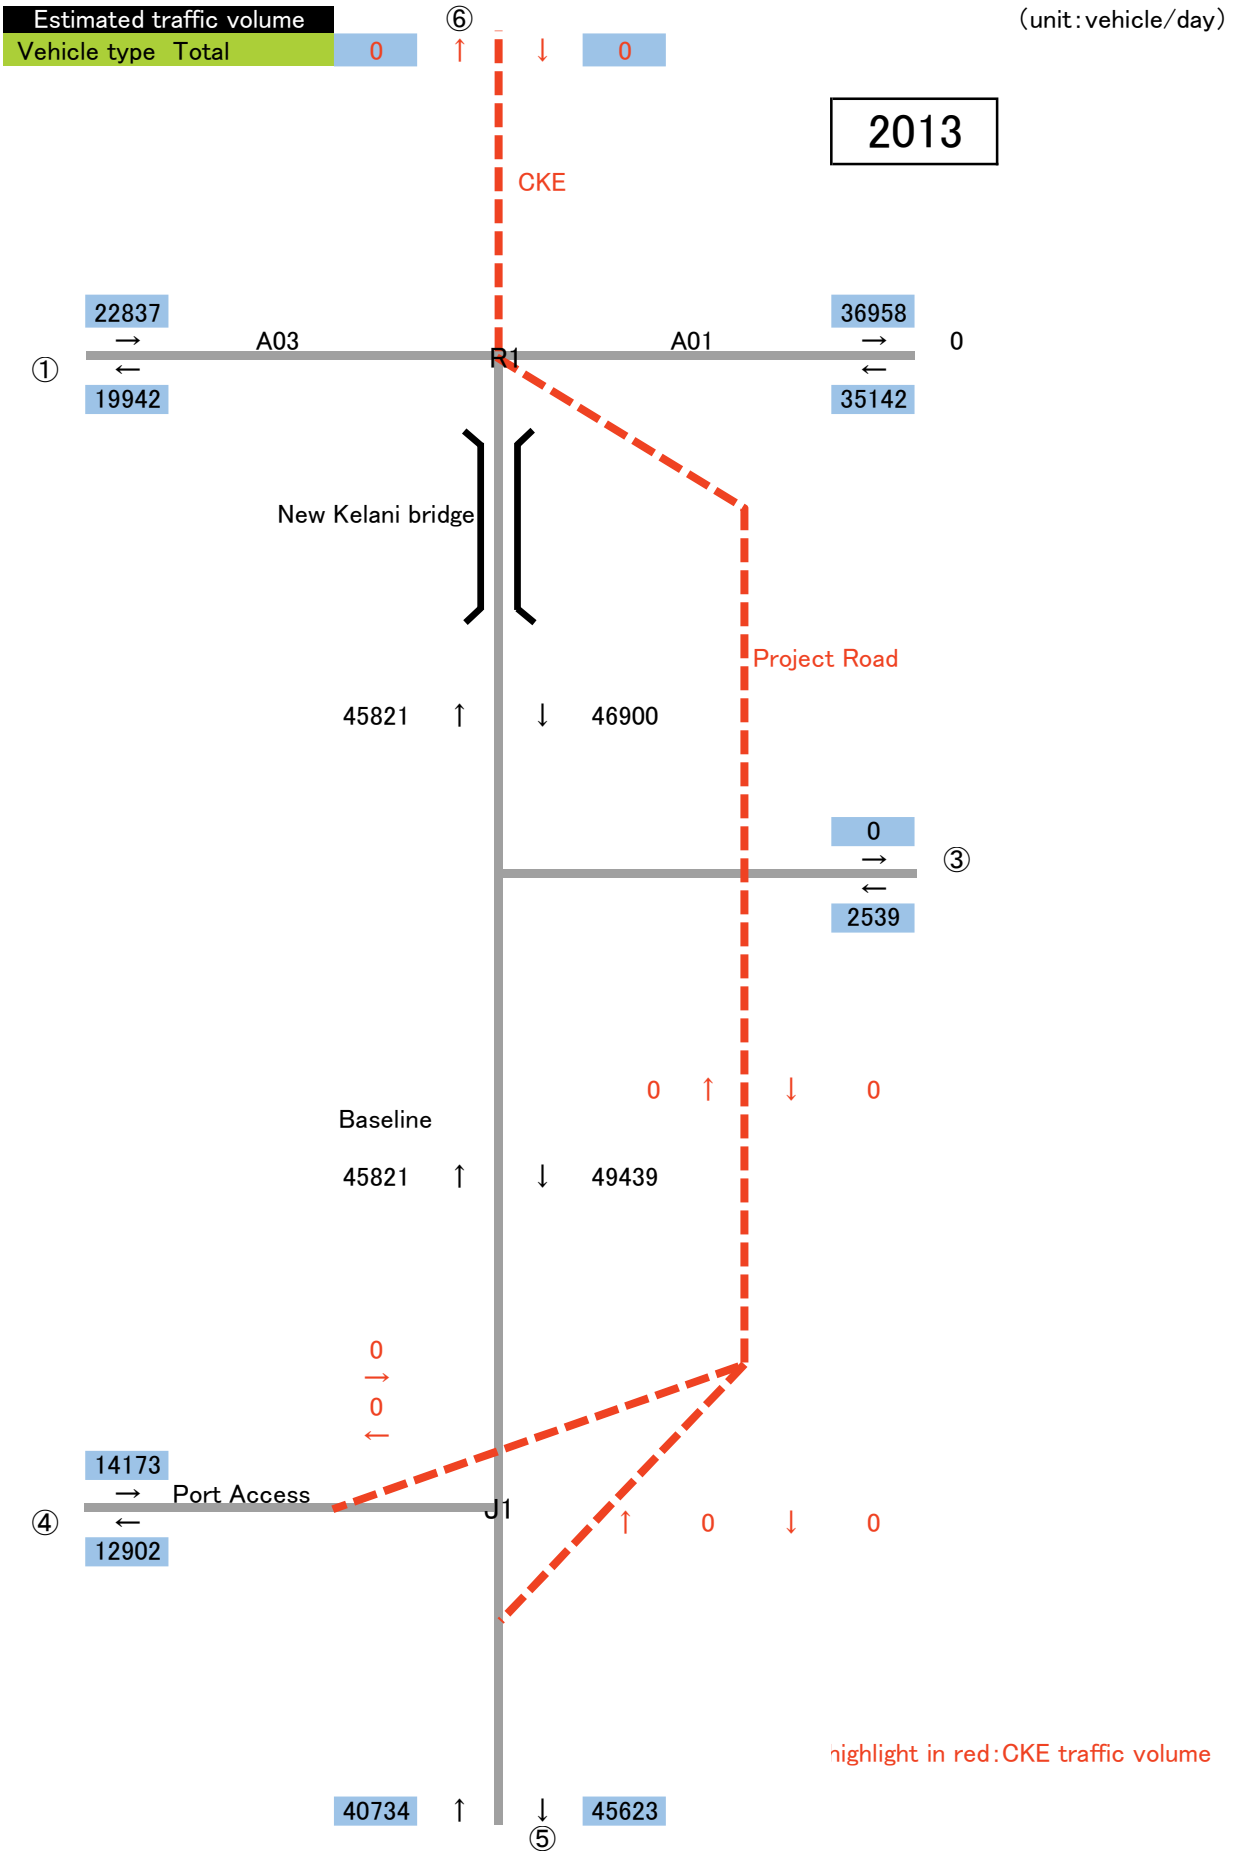 Estimated traffic volume ⑥ (unit:vehicle/day)
Vehicle type Total 0 ↑ ↓ 0
2013
CKE
22837 36958
→ A03 A01 → 0
R1
① ← ←
19942 35142
New Kelani bridge
Project Road
45821 ↑ ↓ 46900
0
→ ③
←
2539
0 ↑ ↓ 0
Baseline
45821 ↑ ↓ 49439
0
→
0
←
14173
→ Port Access
J1
④ ← ↑ 0 ↓ 0
12902
highlight in red:CKE traffic volume
40734 ↑ ↓ 45623
⑤